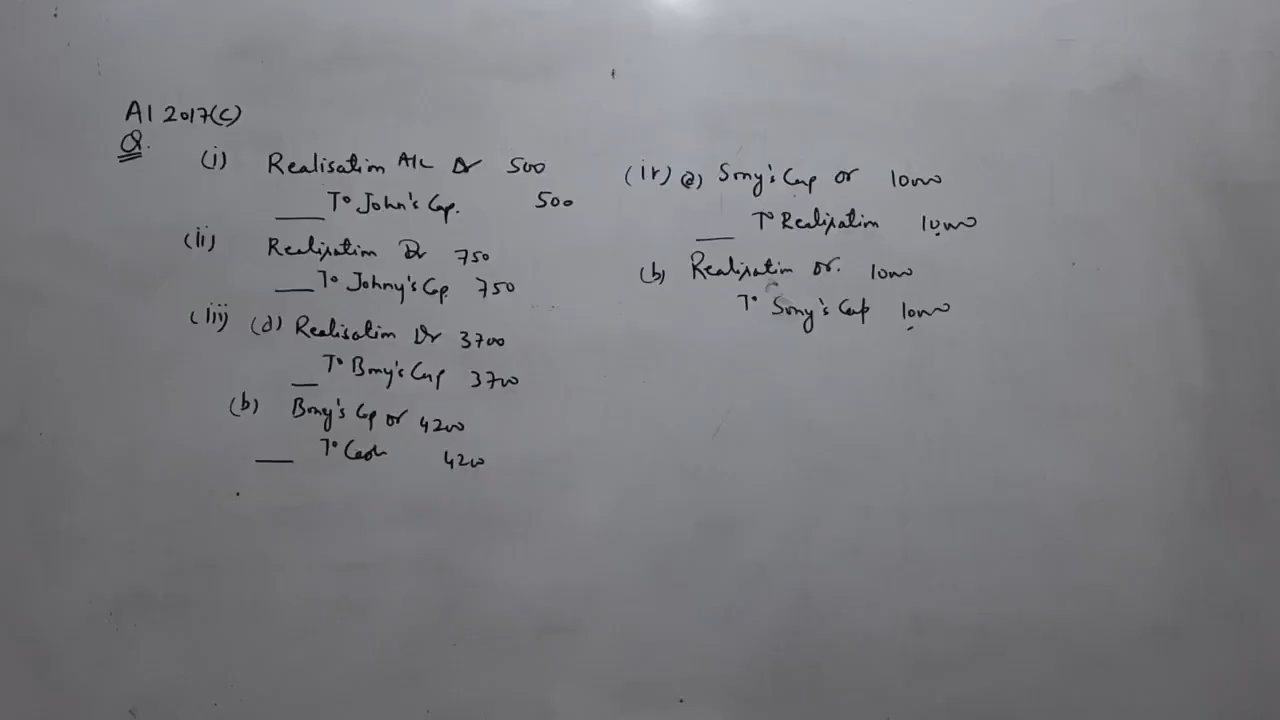 AI 2017(C)
Q.
(i) Realisation A/c Dr 500
To John's Cap. 500
(ii) Realisation Dr 750
To Johny's Cap 750
(iii) (a) Realisation Dr 3700
To Bony's Cap 3700
(b) Bony's Cap Dr 4200
To Cash 4200
(iv) (a) Sony's Cap Dr 10000
To Realisation 10000
(b) Realisation Dr. 10000
To Sony's Cap 10000